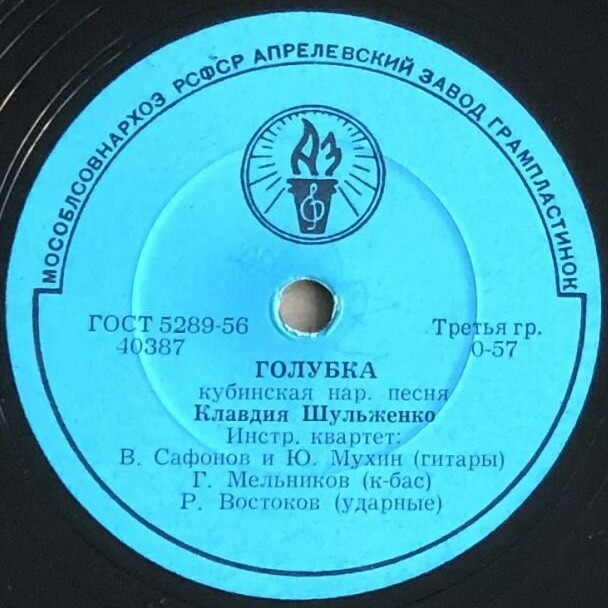 МОСОБЛСОВНАРХОЗ РСФСР АПРЕЛЕВСКИЙ ЗАВОД ГРАМПЛАСТИНОК
АЗ
ГОСТ 5289-56
40387
Третья гр.
0-57
ГОЛУБКА
кубинская нар. песня
Клавдия Шульженко
Инстр. квартет:
В. Сафонов и Ю. Мухин (гитары)
Г. Мельников (к-бас)
Р. Востоков (ударные)